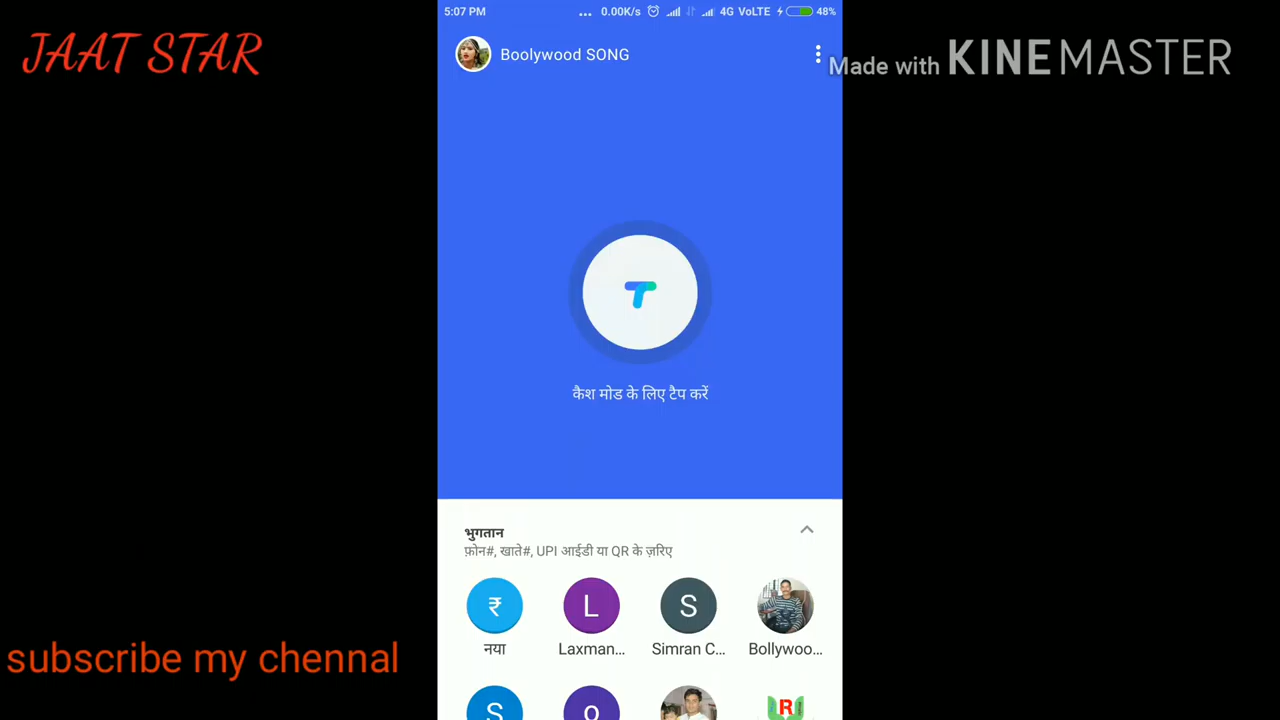 JAAT STAR
5:07 PM ... 0.00K/s 4G VoLTE 48%
Boolywood SONG
Made with KINEMASTER
कैश मोड के लिए टैप करें
भुगतान
फ़ोन#, खाते#, UPI आईडी या QR के ज़रिए
₹ L S
नया Laxman... Simran C... Bollywoo...
subscribe my chennal
S o R